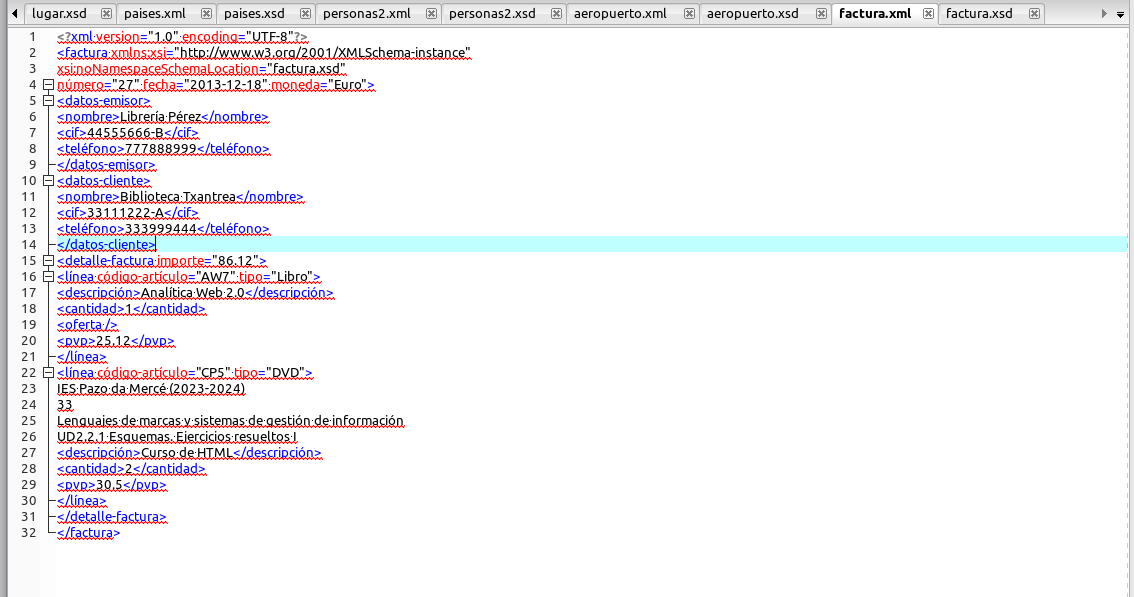 lugar.xsd paises.xml paises.xsd personas2.xml personas2.xsd aeropuerto.xml aeropuerto.xsd factura.xml factura.xsd
1 <?xml version="1.0" encoding="UTF-8"?>
2 <factura xmlns:xsi="http://www.w3.org/2001/XMLSchema-instance"
3 xsi:noNamespaceSchemaLocation="factura.xsd"
4 número="27" fecha="2013-12-18" moneda="Euro">
5 <datos-emisor>
6 <nombre>Librería Pérez</nombre>
7 <cif>44555666-B</cif>
8 <teléfono>777888999</teléfono>
9 </datos-emisor>
10 <datos-cliente>
11 <nombre>Biblioteca Txantrea</nombre>
12 <cif>33111222-A</cif>
13 <teléfono>333999444</teléfono>
14 </datos-cliente>
15 <detalle-factura importe="86.12">
16 <línea código-artículo="AW7" tipo="Libro">
17 <descripción>Analítica Web 2.0</descripción>
18 <cantidad>1</cantidad>
19 <oferta />
20 <pvp>25.12</pvp>
21 </línea>
22 <línea código-artículo="CP5" tipo="DVD">
23 IES Pazo da Mercé (2023-2024)
24 33
25 Lenguajes de marcas y sistemas de gestión de información
26 UD2.2.1 Esquemas. Ejercicios resueltos I
27 <descripción>Curso de HTML</descripción>
28 <cantidad>2</cantidad>
29 <pvp>30.5</pvp>
30 </línea>
31 </detalle-factura>
32 </factura>